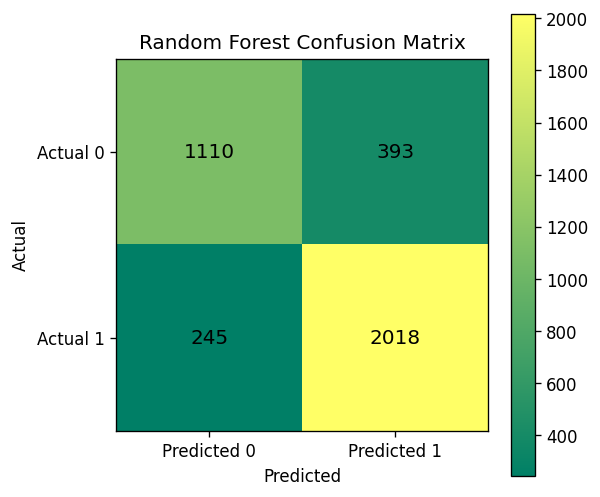 Random Forest Confusion Matrix
Actual 0
1110
393
Actual
Actual 1
245
2018
Predicted 0
Predicted 1
Predicted
2000
1800
1600
1400
1200
1000
800
600
400